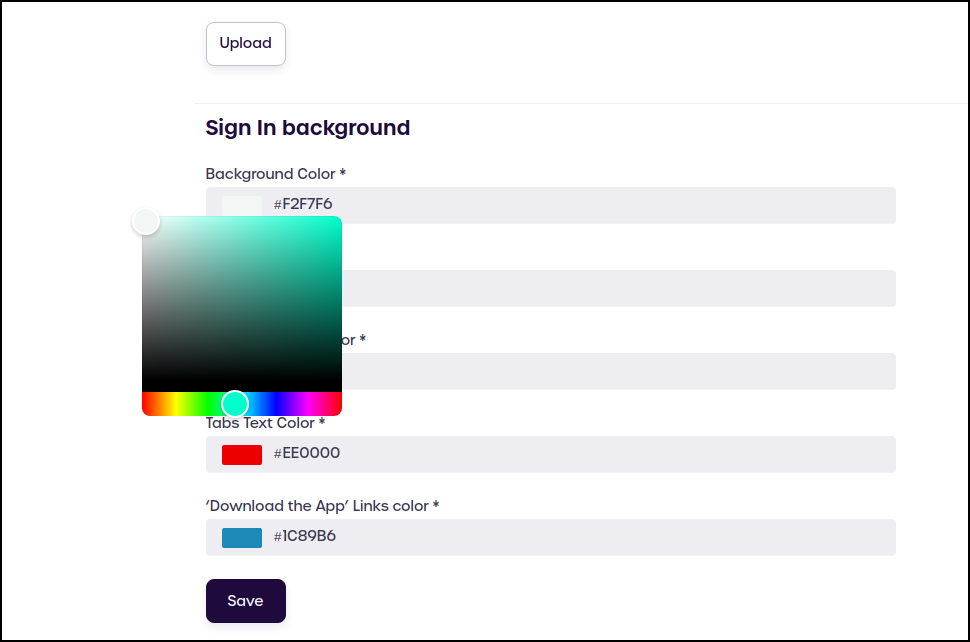 Upload
Sign In background
Background Color *
#F2F7F6
or *
Tabs Text Color *
#EE0000
‘Download the App’ Links color *
#1C89B6
Save